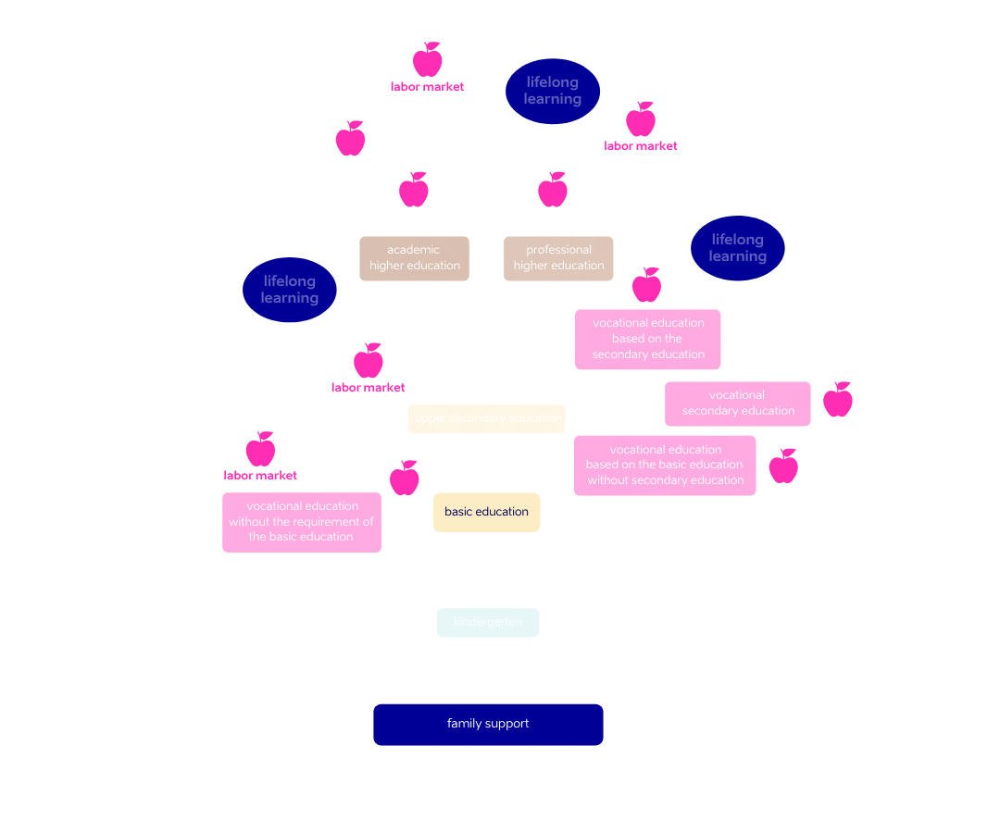 labor market
lifelong
learning
labor market
academic
higher education
professional
higher education
lifelong
learning
lifelong
learning
vocational education
based on the
secondary education
labor market
vocational
secondary education
upper secondary education
vocational education
based on the basic education
without secondary education
labor market
vocational education
without the requirement of
the basic education
basic education
kindergarten
family support